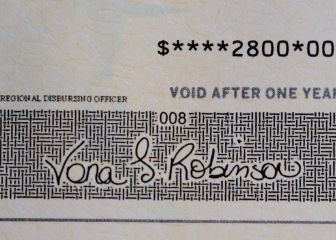 $****2800*00
VOID AFTER ONE YEAR
REGIONAL DISBURSING OFFICER
008
Vona S. Robinson